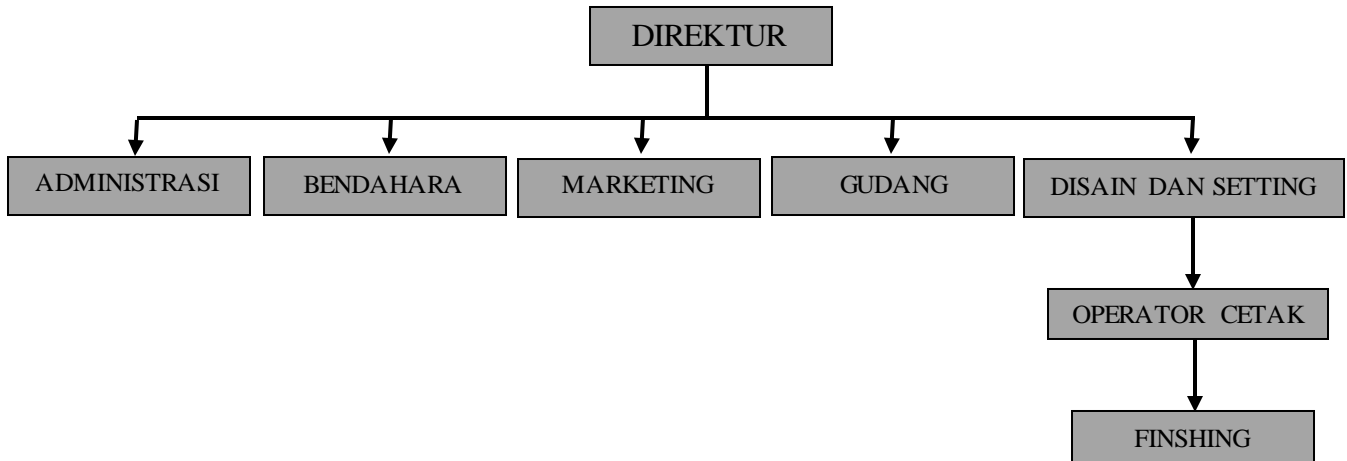 DIREKTUR
ADMINISTRASI
BENDAHARA
MARKETING
GUDANG
DISAIN DAN SETTING
OPERATOR CETAK
FINSHING